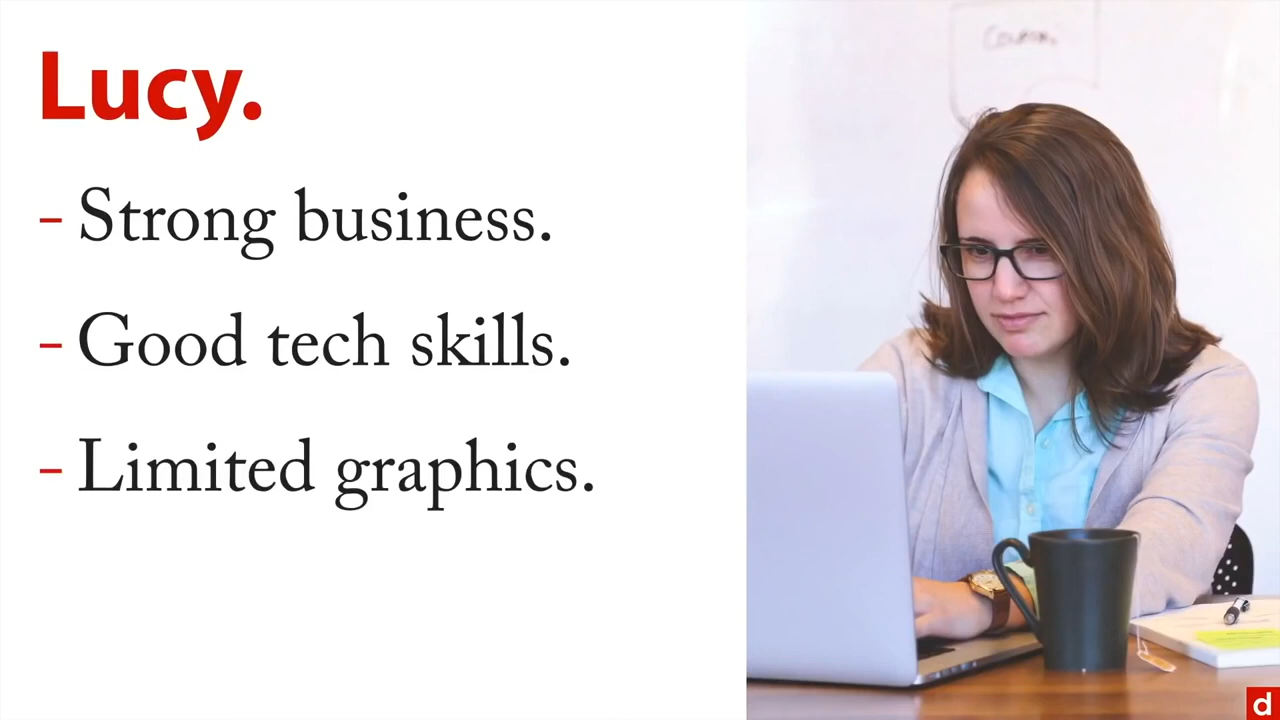 Lucy.
- Strong business.
- Good tech skills.
- Limited graphics.
d